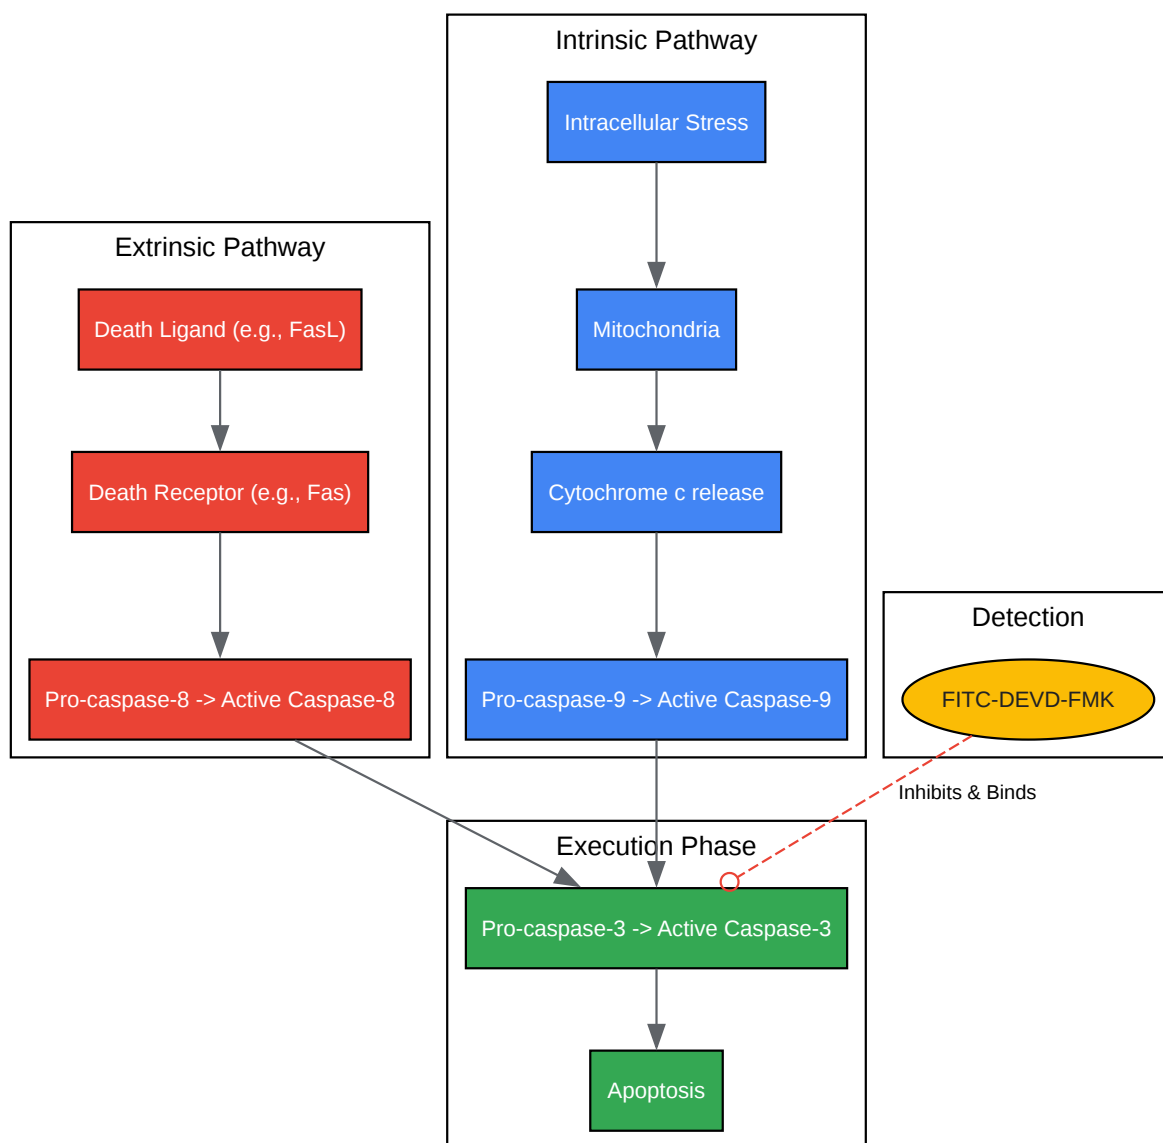 Intrinsic Pathway
Intracellular Stress
Extrinsic Pathway
Death Ligand (e.g., FasL)
Mitochondria
Death Receptor (e.g., Fas)
Cytochrome c release
Detection
Pro-caspase-8 -> Active Caspase-8
Pro-caspase-9 -> Active Caspase-9
FITC-DEVD-FMK
Inhibits & Binds
Execution Phase
Pro-caspase-3 -> Active Caspase-3
Apoptosis